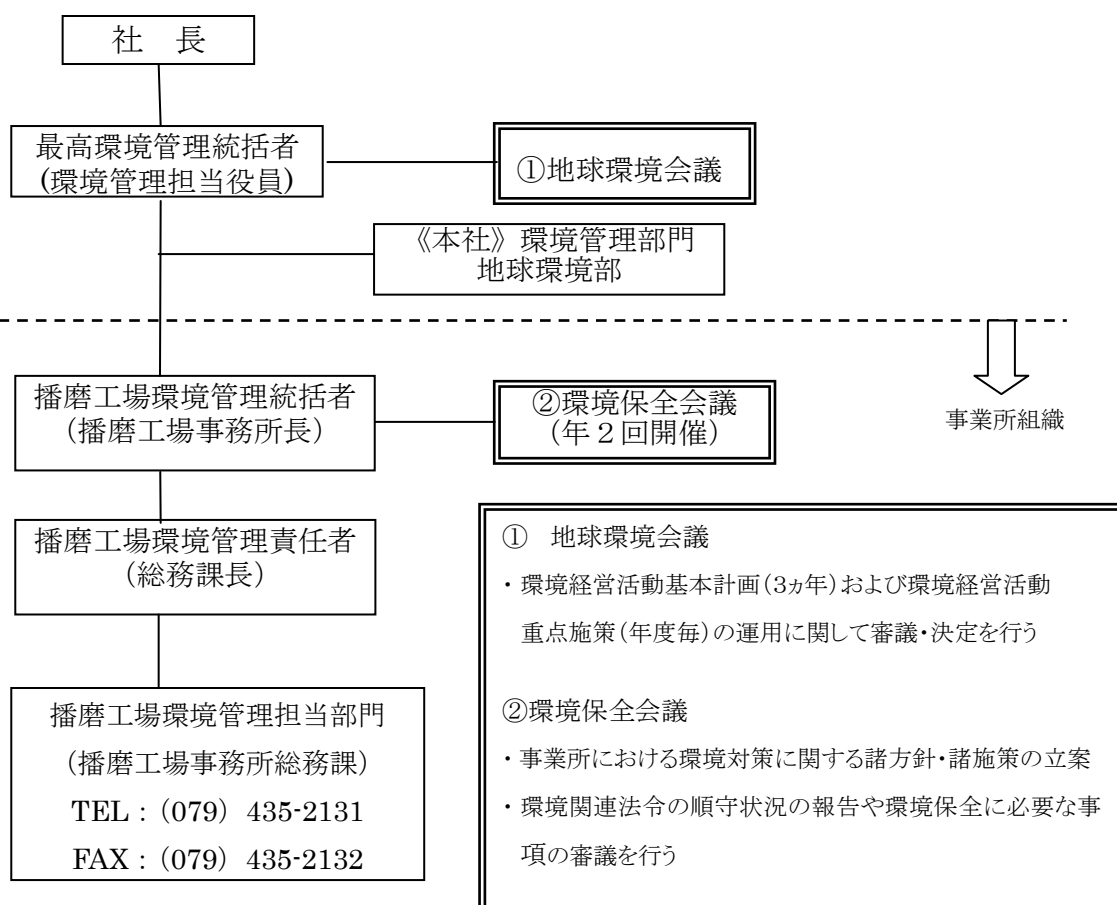 社　長
最高環境管理統括者
(環境管理担当役員)
①地球環境会議
《本社》環境管理部門
地球環境部
播磨工場環境管理統括者
(播磨工場事務所長)
②環境保全会議
(年２回開催)
事業所組織
播磨工場環境管理責任者
(総務課長)
播磨工場環境管理担当部門
(播磨工場事務所総務課)
TEL：(079) 435-2131
FAX：(079) 435-2132
①　地球環境会議
・環境経営活動基本計画(3ヵ年)および環境経営活動
重点施策(年度毎)の運用に関して審議・決定を行う
②環境保全会議
・事業所における環境対策に関する諸方針・諸施策の立案
・環境関連法令の順守状況の報告や環境保全に必要な事
項の審議を行う